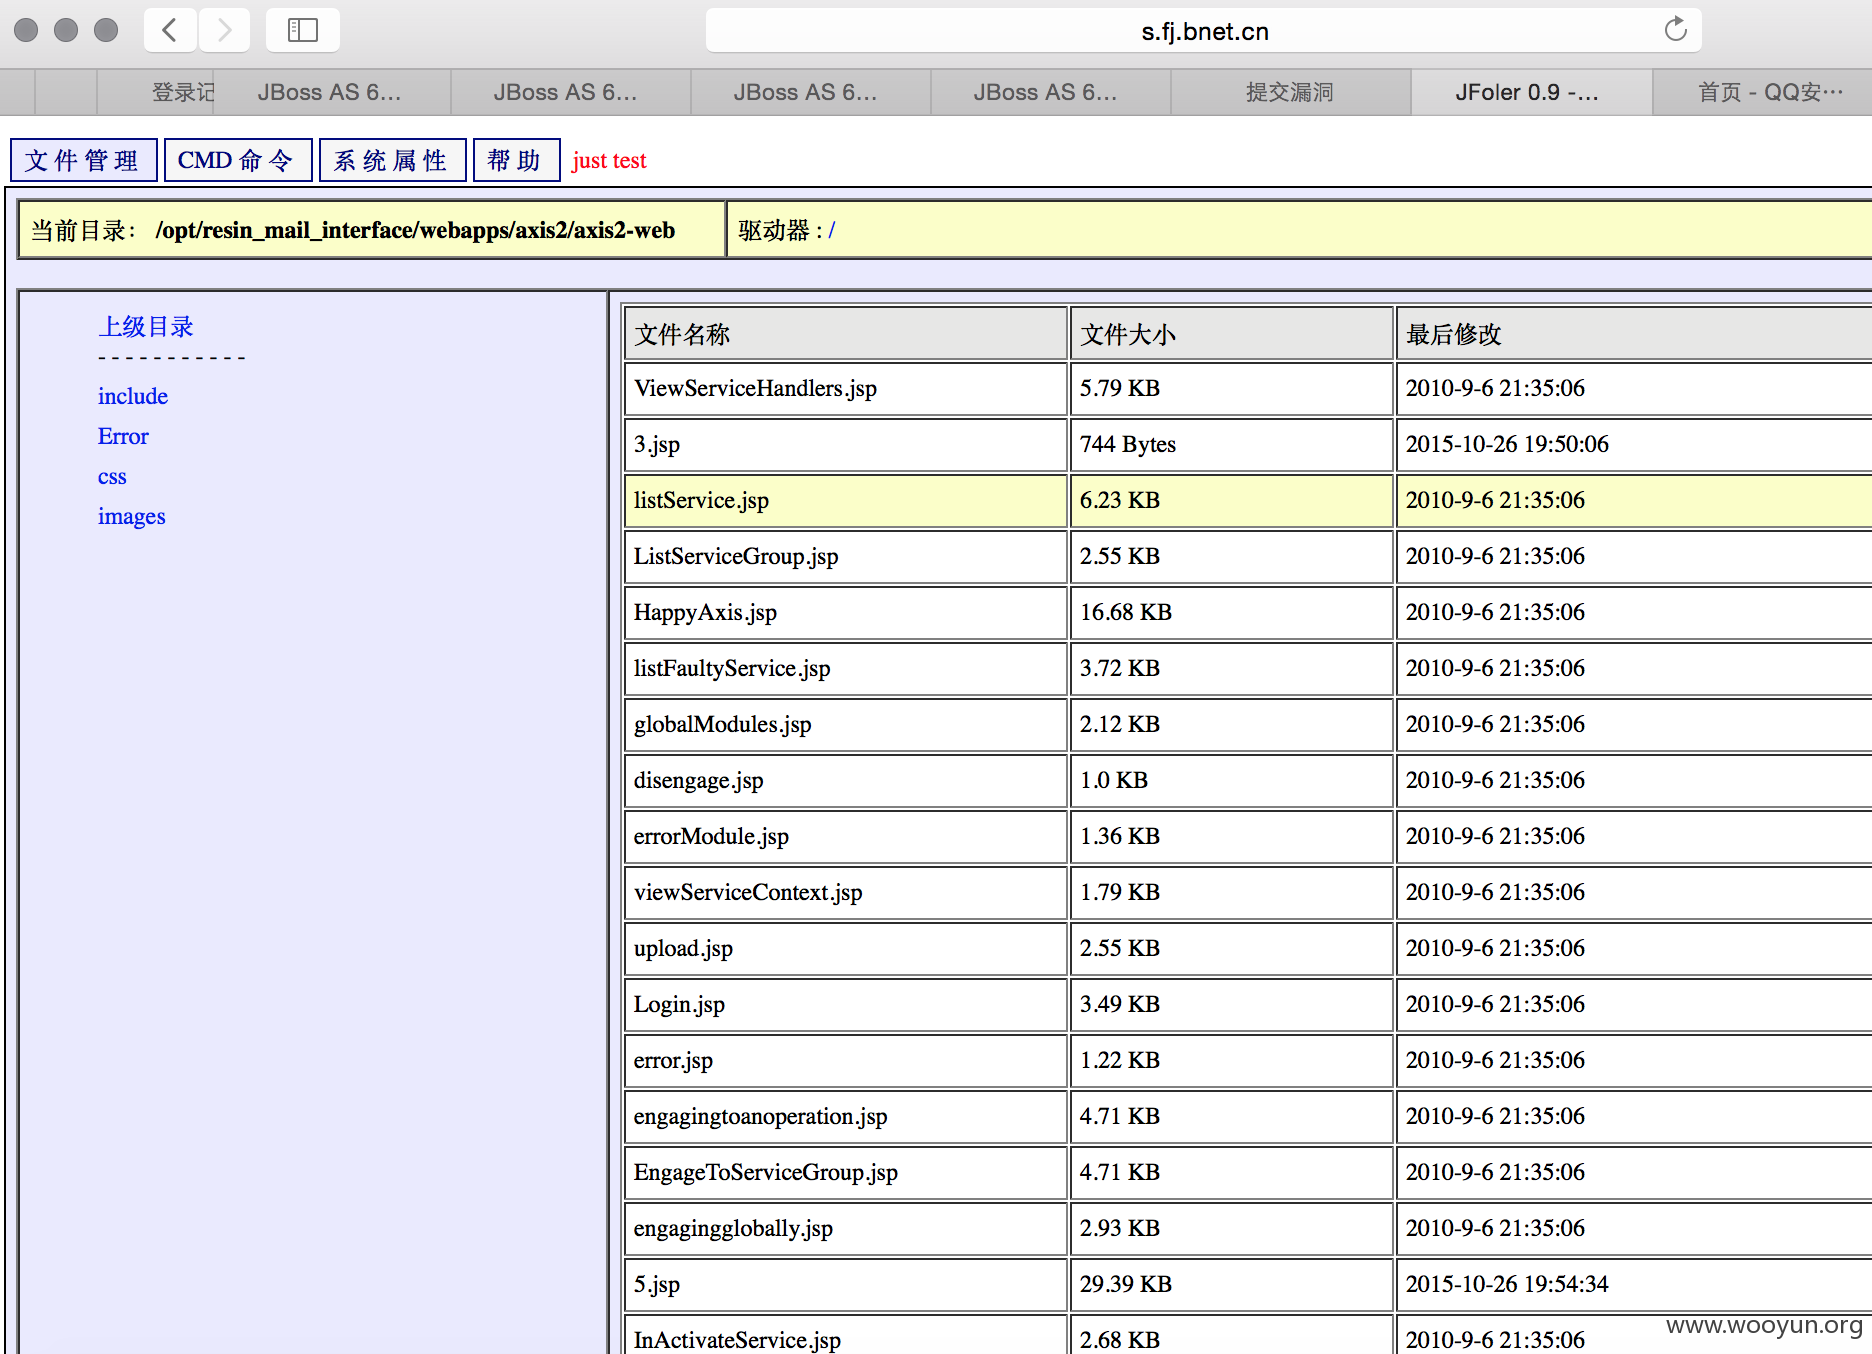 s.fj.bnet.cn
登录记 JBoss AS 6... JBoss AS 6... JBoss AS 6... JBoss AS 6... 提交漏洞 JFoler 0.9 -... 首页 - QQ安...
文件管理 CMD 命令 系统属性 帮助 just test
当前目录: /opt/resin_mail_interface/webapps/axis2/axis2-web 驱动器 : /
上级目录
- - - - - - - - - - -
include
Error
css
images
文件名称 文件大小 最后修改
ViewServiceHandlers.jsp 5.79 KB 2010-9-6 21:35:06
3.jsp 744 Bytes 2015-10-26 19:50:06
listService.jsp 6.23 KB 2010-9-6 21:35:06
ListServiceGroup.jsp 2.55 KB 2010-9-6 21:35:06
HappyAxis.jsp 16.68 KB 2010-9-6 21:35:06
listFaultyService.jsp 3.72 KB 2010-9-6 21:35:06
globalModules.jsp 2.12 KB 2010-9-6 21:35:06
disengage.jsp 1.0 KB 2010-9-6 21:35:06
errorModule.jsp 1.36 KB 2010-9-6 21:35:06
viewServiceContext.jsp 1.79 KB 2010-9-6 21:35:06
upload.jsp 2.55 KB 2010-9-6 21:35:06
Login.jsp 3.49 KB 2010-9-6 21:35:06
error.jsp 1.22 KB 2010-9-6 21:35:06
engagingtoanoperation.jsp 4.71 KB 2010-9-6 21:35:06
EngageToServiceGroup.jsp 4.71 KB 2010-9-6 21:35:06
engagingglobally.jsp 2.93 KB 2010-9-6 21:35:06
5.jsp 29.39 KB 2015-10-26 19:54:34
InActivateService.jsp 2.68 KB 2010-9-6 21:35:06
www.wooyun.org